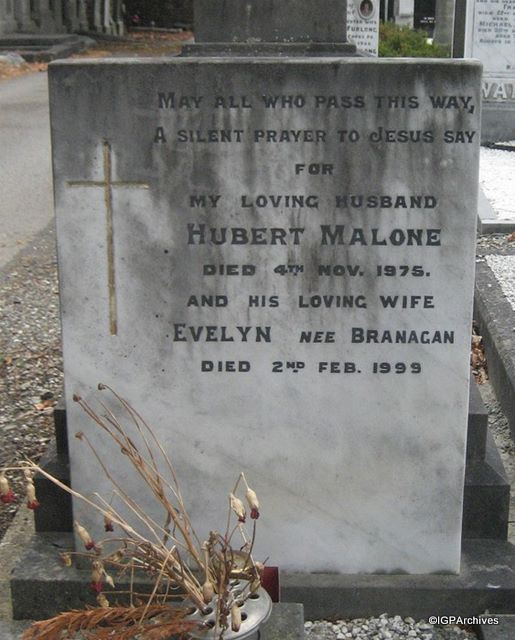 MAY ALL WHO PASS THIS WAY,
A SILENT PRAYER TO JESUS SAY
FOR
MY LOVING HUSBAND
HUBERT MALONE
DIED 4TH NOV. 1975.
AND HIS LOVING WIFE
EVELYN NEE BRANAGAN
DIED 2ND FEB. 1999
©IGPArchives